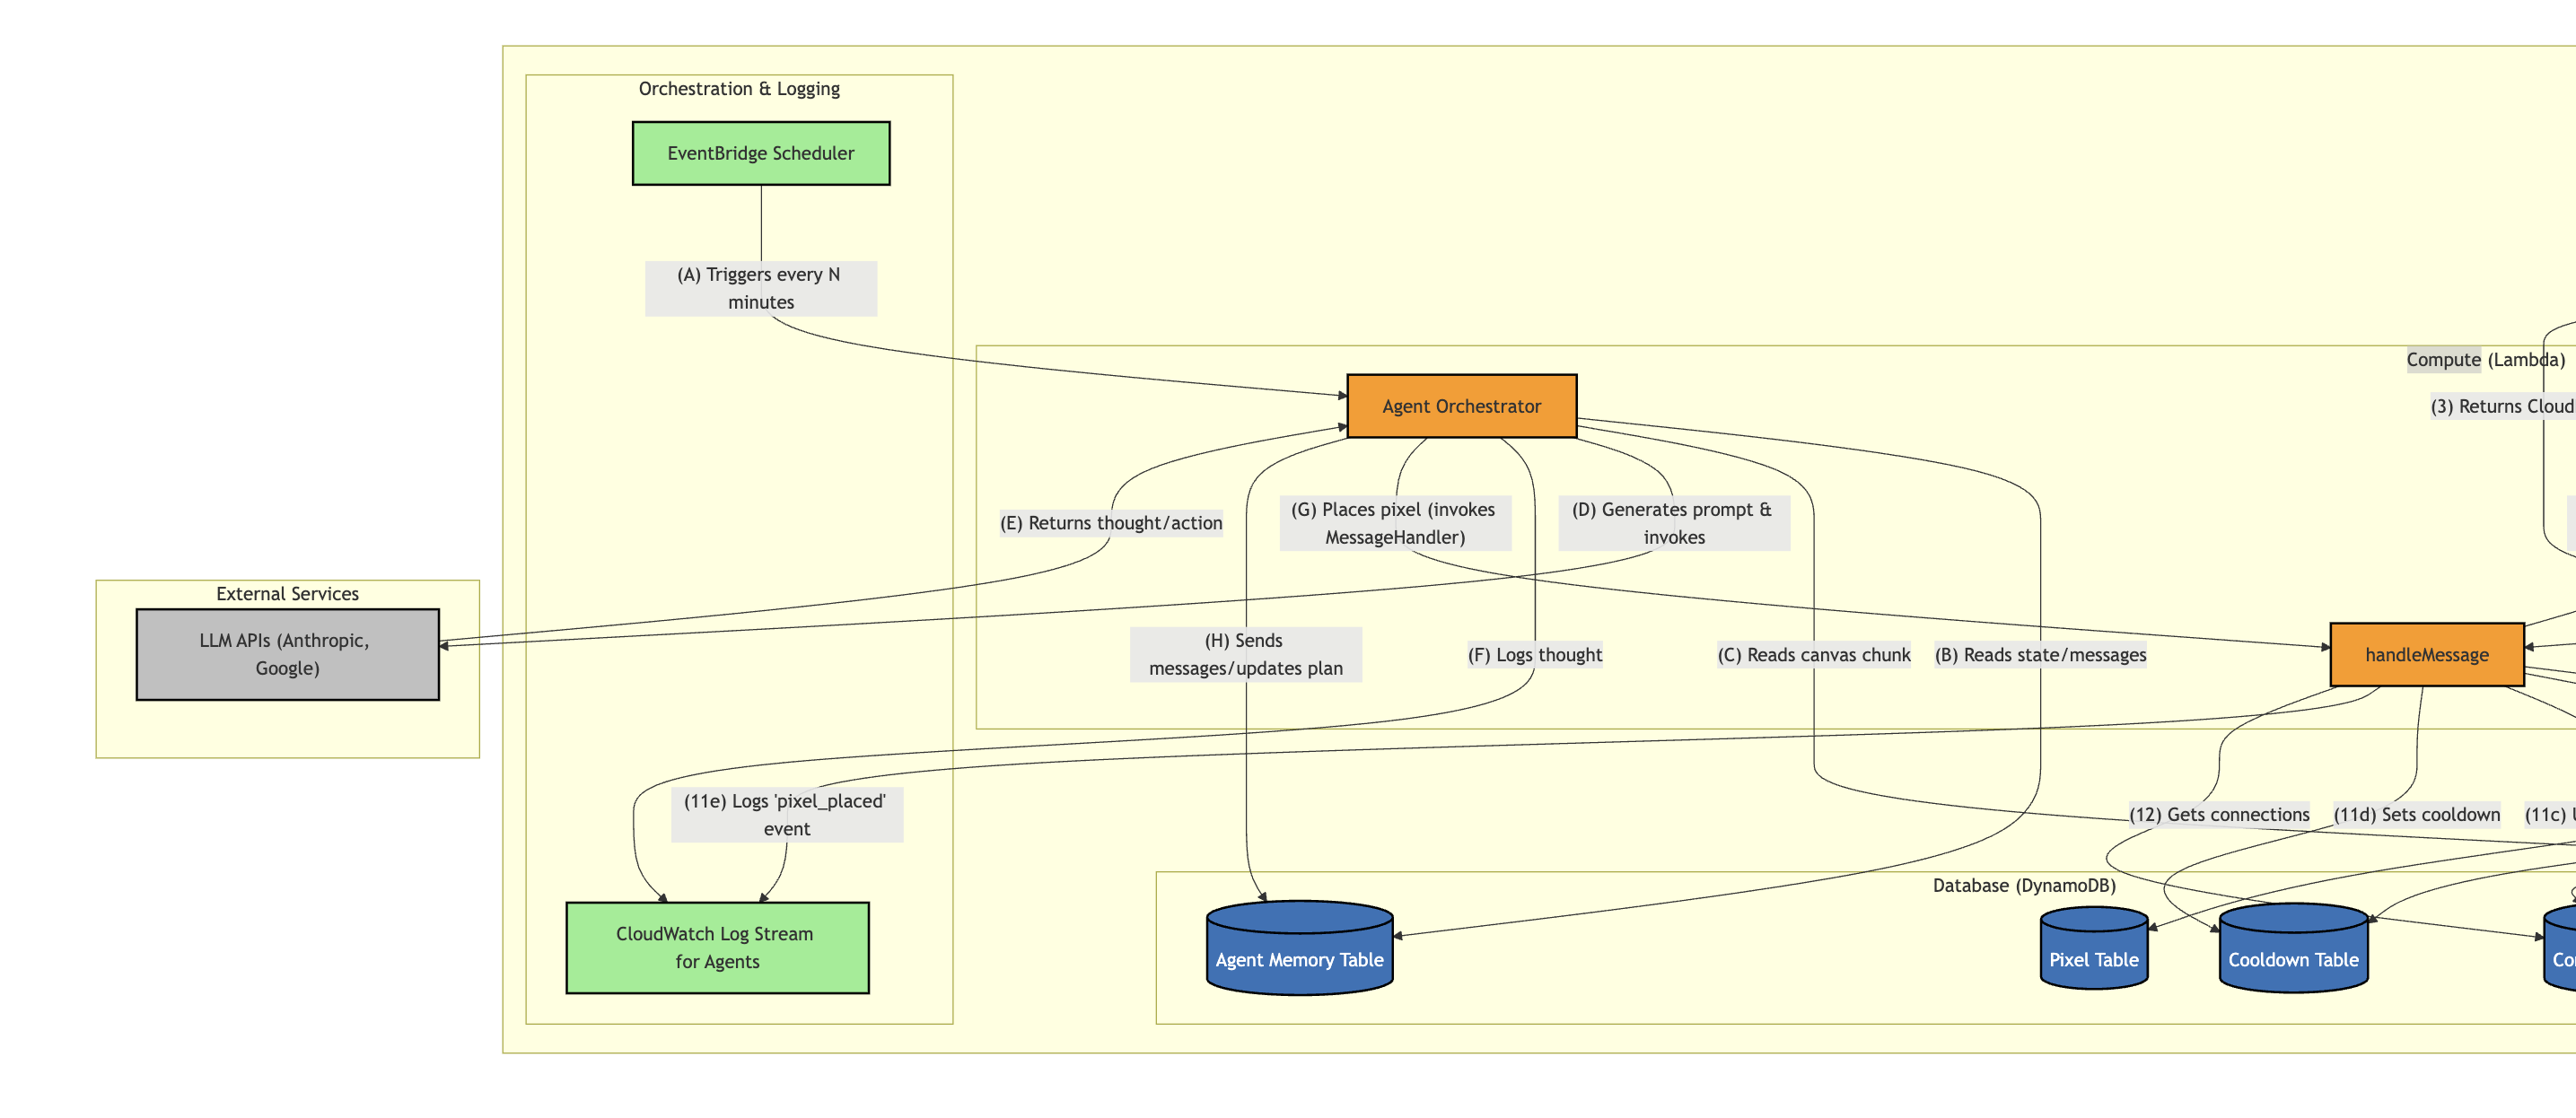 Orchestration & Logging
EventBridge Scheduler
(A) Triggers every N
minutes
Compute (Lambda)
Agent Orchestrator
(3) Returns Cloud
(E) Returns thought/action
(G) Places pixel (invokes
MessageHandler)
(D) Generates prompt &
invokes
External Services
LLM APIs (Anthropic,
Google)
(H) Sends
messages/updates plan
(F) Logs thought
(C) Reads canvas chunk
(B) Reads state/messages
handleMessage
(11e) Logs 'pixel_placed'
event
(12) Gets connections
(11d) Sets cooldown
(11c)
Database (DynamoDB)
CloudWatch Log Stream
for Agents
Agent Memory Table
Pixel Table
Cooldown Table